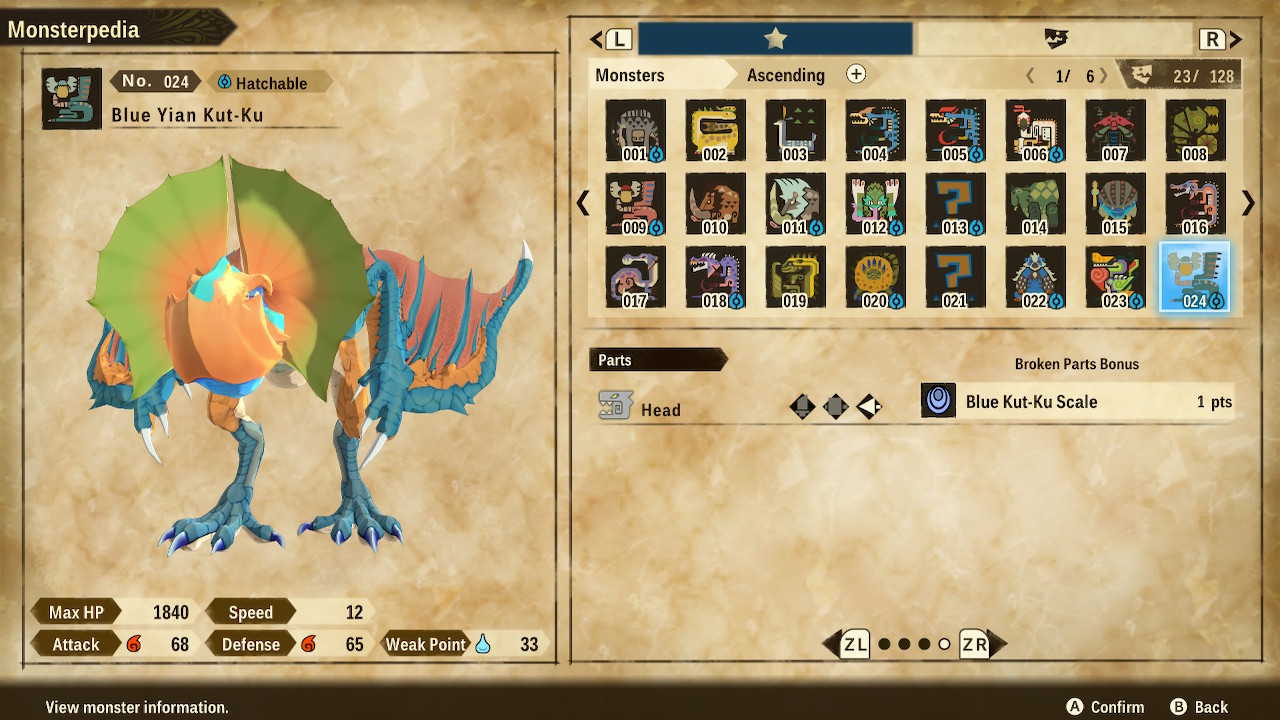 Monsterpedia
No. 024 Hatchable
Blue Yian Kut-Ku
Max HP 1840 Speed 12
Attack 68 Defense 65 Weak Point 33
L R
Monsters Ascending 1/ 6 23/ 128
001 002 003 004 005 006 007 008
009 010 011 012 013 014 015 016
017 018 019 020 021 022 023 024
Parts Broken Parts Bonus
Head Blue Kut-Ku Scale 1 pts
ZL ZR
View monster information. A Confirm B Back